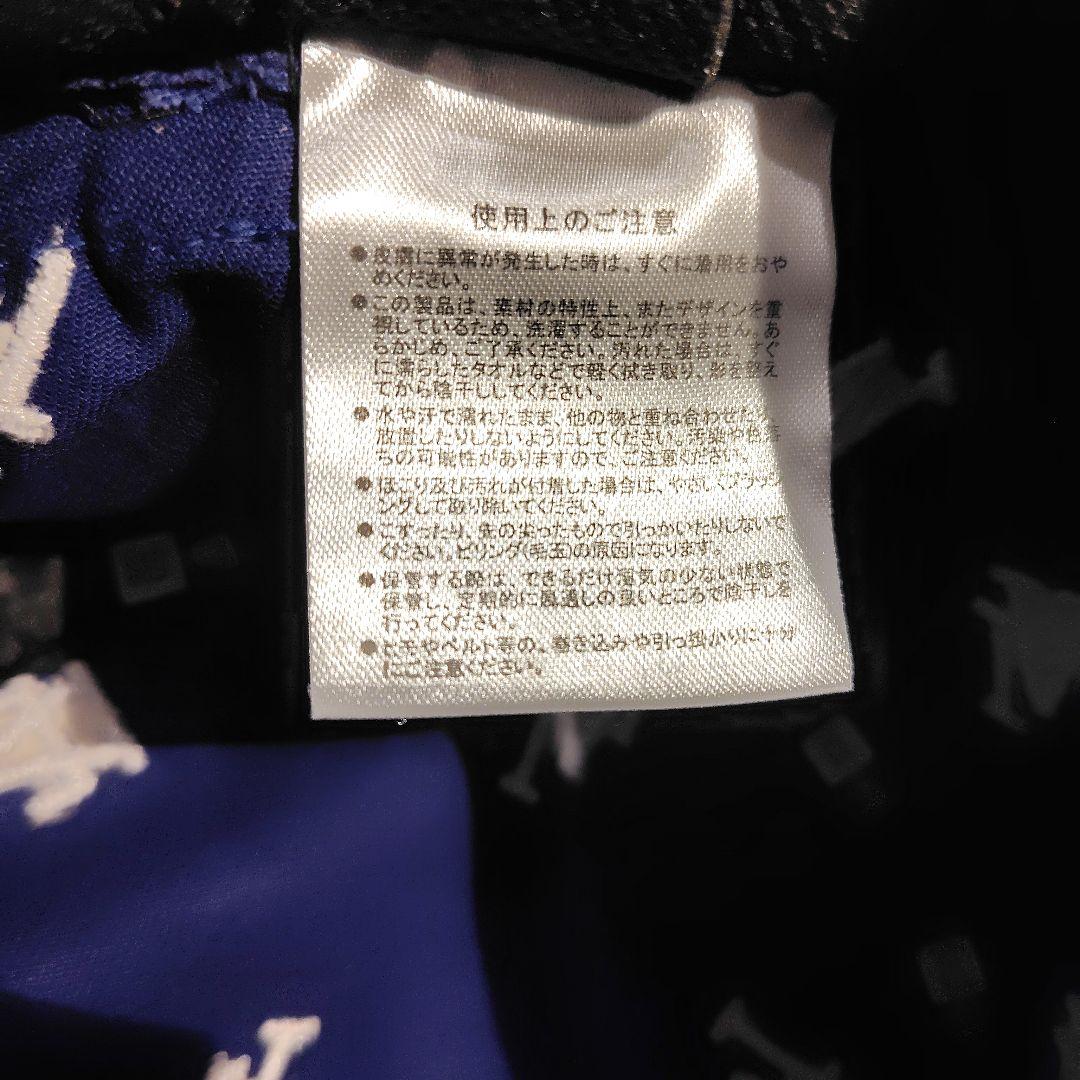 使用上のご注意
●皮膚に異常が発生した時は、すぐに着用をおや
めください。
●この製品は、素材の特性上、またデザインを重
視しているため、洗濯することができません。あ
らかじめ、ご了承ください。汚れた場合は、すぐ
に濡らしたタオルなどで軽く拭き取り、形を整え
てから陰干ししてください。
●水や汗で濡れたまま、他の物と重ね合わせたり
放置したりしないようにしてください。汚染や色落
ちの可能性がありますので、ご注意ください。
●ほこり及び汚れが付着した場合は、やさしくブラッシ
ングして取り除いてください。
●こすったり、先の尖ったもので引っかいたりしないで
ください。ピリング(毛玉)の原因になります。
●保管する際は、できるだけ湿気の少ない状態で
保管し、定期的に風通しの良いところで陰干しを
行ってください。
●ヒモやベルト等の、巻き込みや引っ掛かりに十分
にご注意ください。